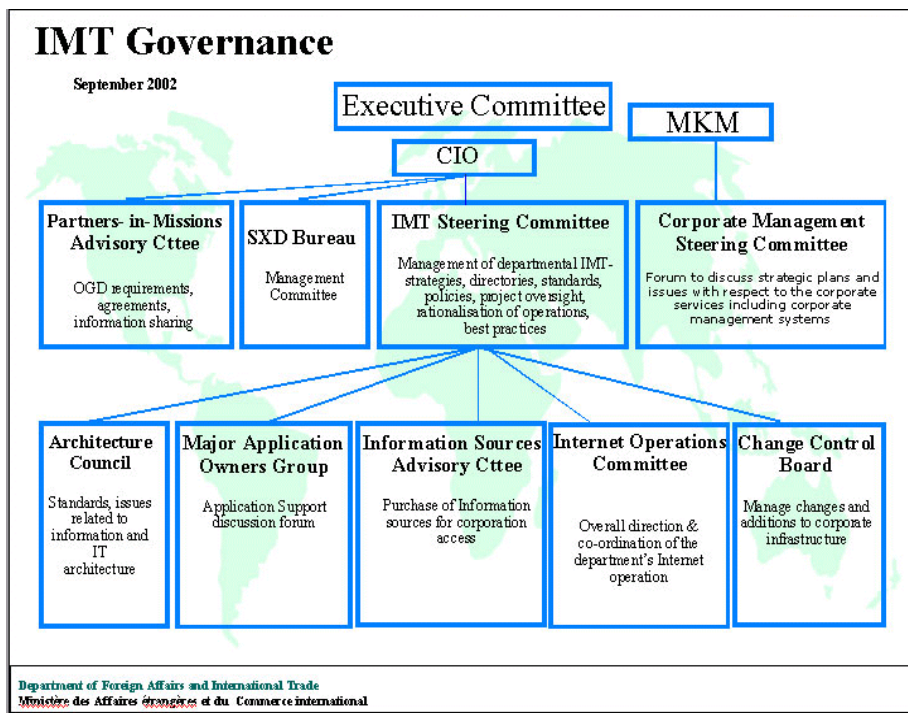 IMT Governance
September 2002
Executive Committee
MKM
CIO
Partners- in-Missions
Advisory Cttee
OGD requirements,
agreements,
information sharing
SXD Bureau
Management
Committee
IMT Steering Committee
Management of departmental IMT-
strategies, directories, standards,
policies, project oversight,
rationalisation of operations,
best practices
Corporate Management
Steering Committee
Forum to discuss strategic plans and
issues with respect to the corporate
services including corporate
management systems
Architecture
Council
Standards, issues
related to
information and
IT
architecture
Major Application
Owners Group
Application Support
discussion forum
Information Sources
Advisory Cttee
Purchase of Information
sources for corporation
access
Internet Operations
Committee
Overall direction &
co-ordination of the
department's Internet
operation
Change Control
Board
Manage changes and
additions to corporate
infrastructure
Department of Foreign Affairs and International Trade
Ministère des Affaires étrangères et du Commerce international